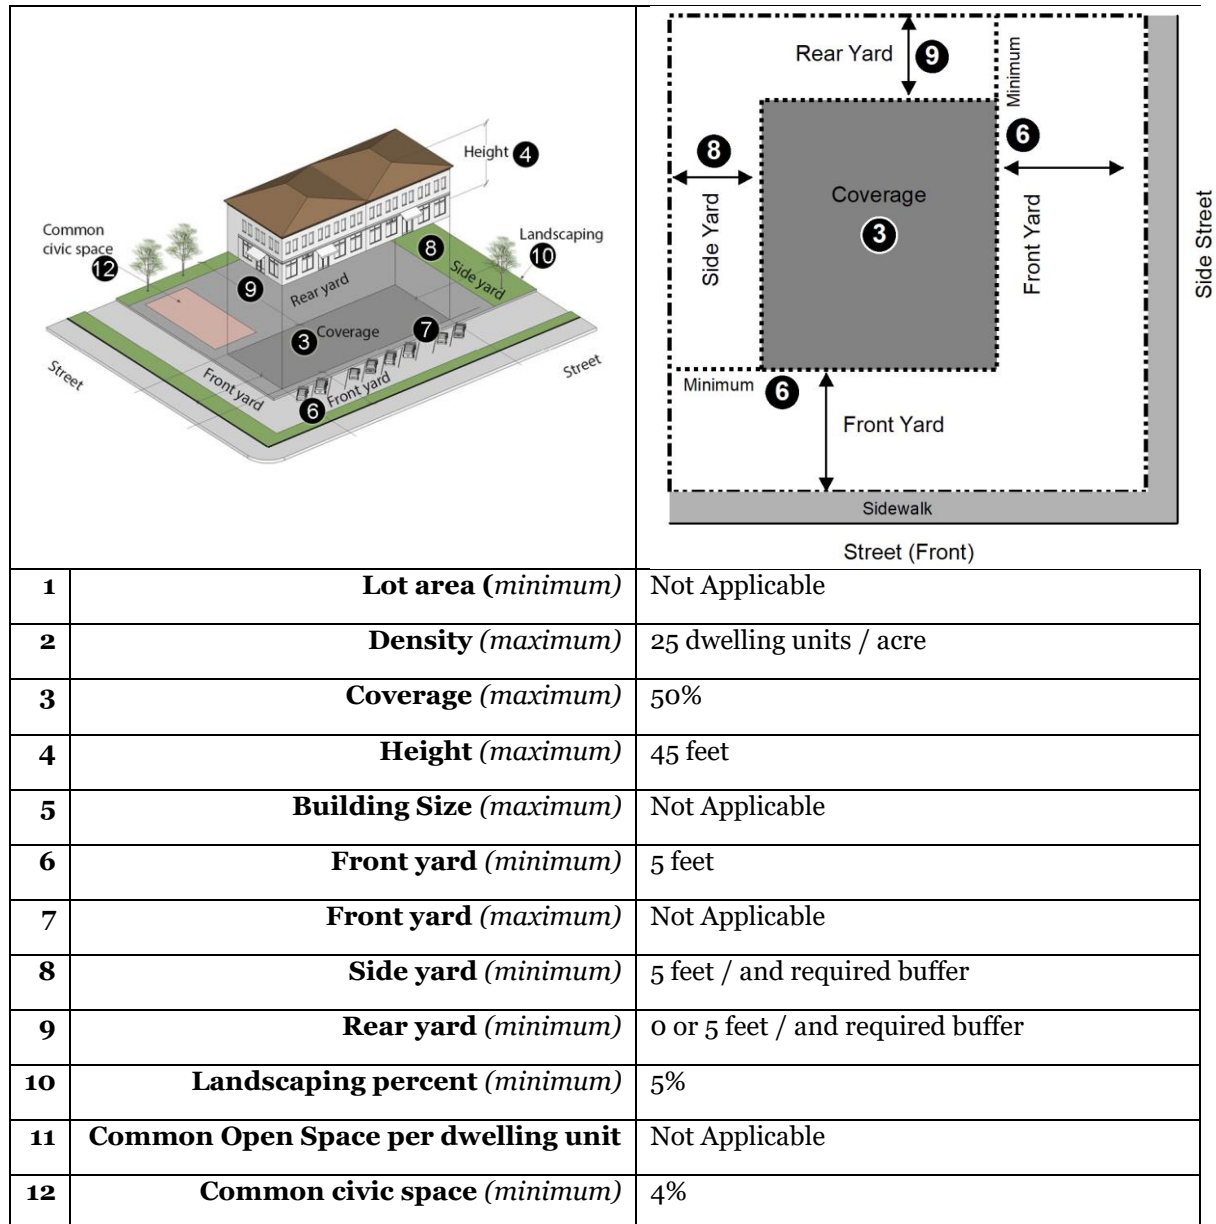 Height 4
Common
civic space
12
Landscaping
10
8
Side yard
9
Rear yard
7
3 Coverage
Street
Front yard
6 Front yard
Street
Rear Yard 9
Minimum
6
8
Side Yard
Coverage
3
Front Yard
Side Street
Minimum 6
Front Yard
Sidewalk
Street (Front)
1 Lot area (minimum) Not Applicable
2 Density (maximum) 25 dwelling units / acre
3 Coverage (maximum) 50%
4 Height (maximum) 45 feet
5 Building Size (maximum) Not Applicable
6 Front yard (minimum) 5 feet
7 Front yard (maximum) Not Applicable
8 Side yard (minimum) 5 feet / and required buffer
9 Rear yard (minimum) 0 or 5 feet / and required buffer
10 Landscaping percent (minimum) 5%
11 Common Open Space per dwelling unit Not Applicable
12 Common civic space (minimum) 4%